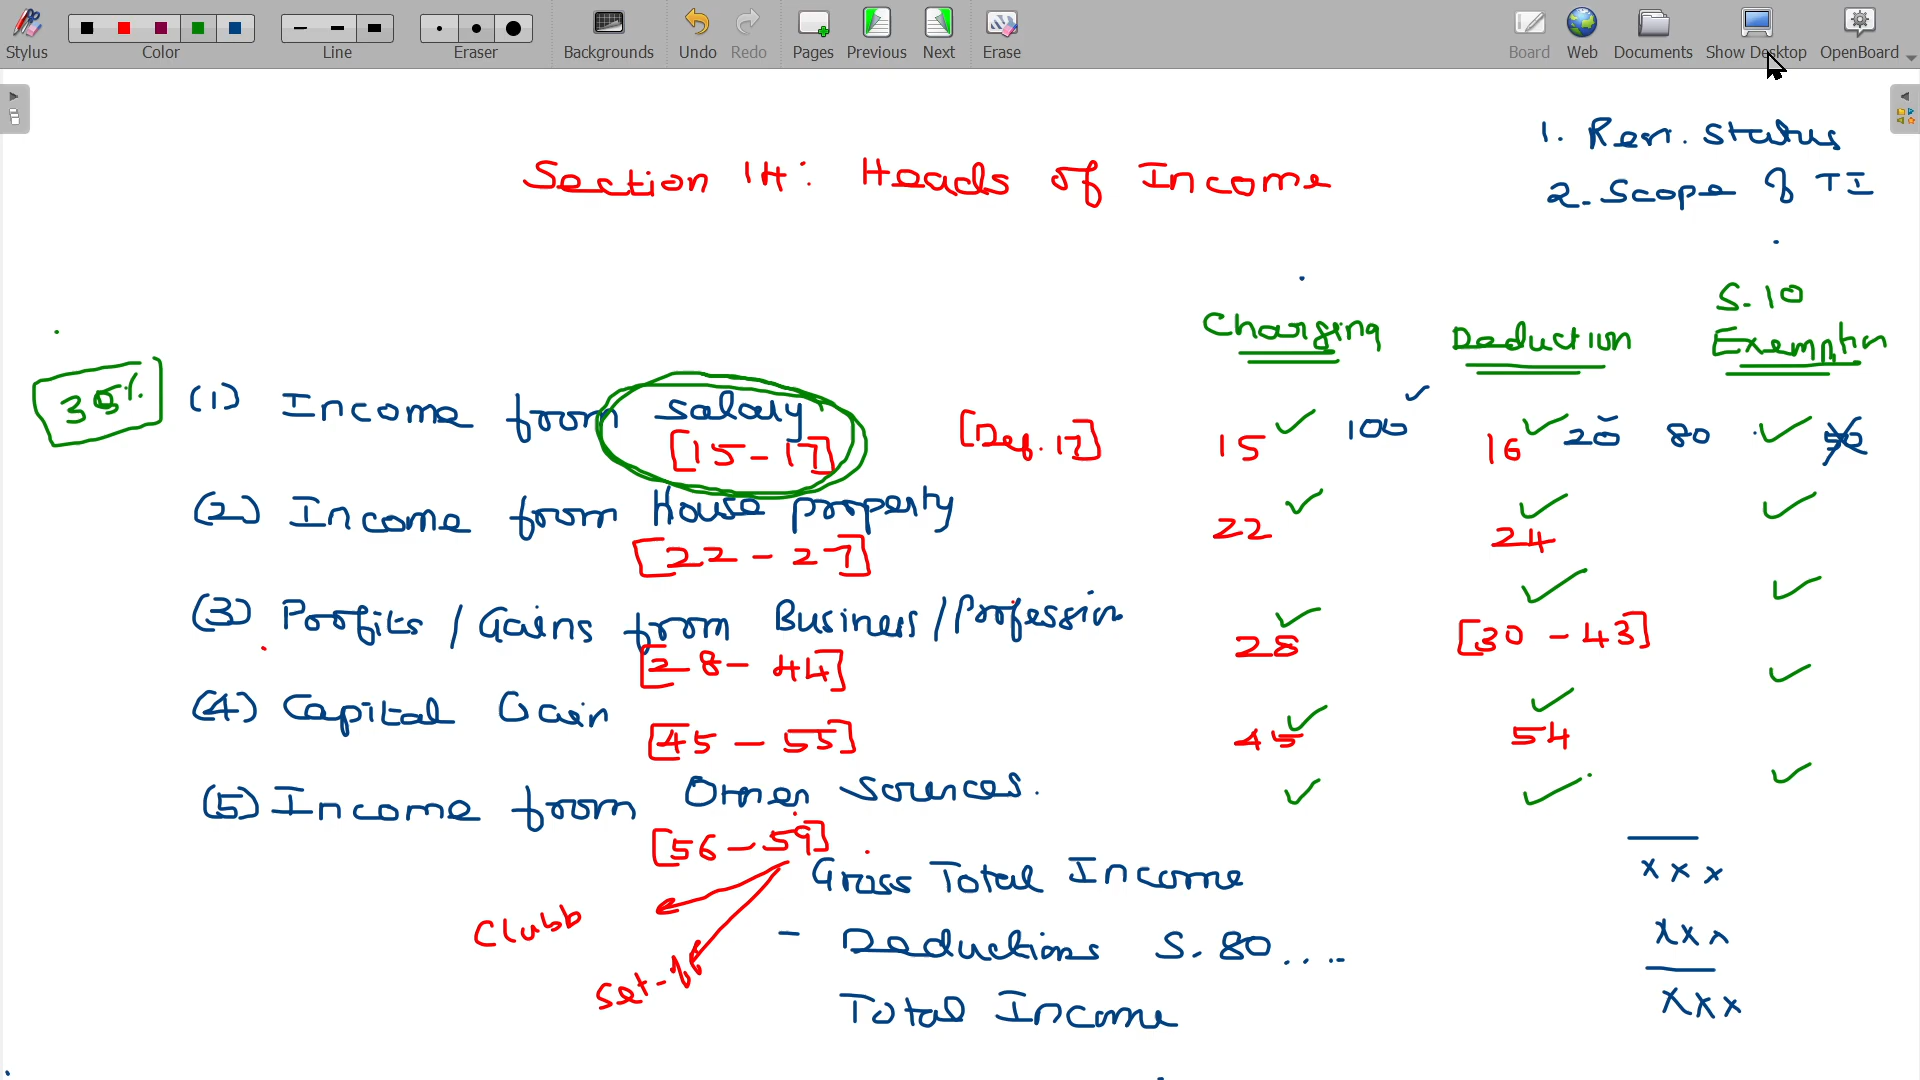 Stylus Color Line Eraser Backgrounds Undo Redo Pages Previous Next Erase Board Web Documents Show Desktop OpenBoard
1. Resi. Status
2. Scope of TI
Section 14: Heads of Income
Charging Deduction S. 10 Exemption
(1) Income from salary [Def. 17] 15 100 16 20 80
[15-17]
(2) Income from House property 22 24
[22-27]
(3) Profits / Gains from Business / Profession 28 [30-43]
[28-44]
(4) Capital Gain 45 54
[45-55]
(5) Income from Other sources.
[56-59]
Gross Total Income xxx
Clubb
- Deductions S. 80.... xxx
Set-off
Total Income xxx